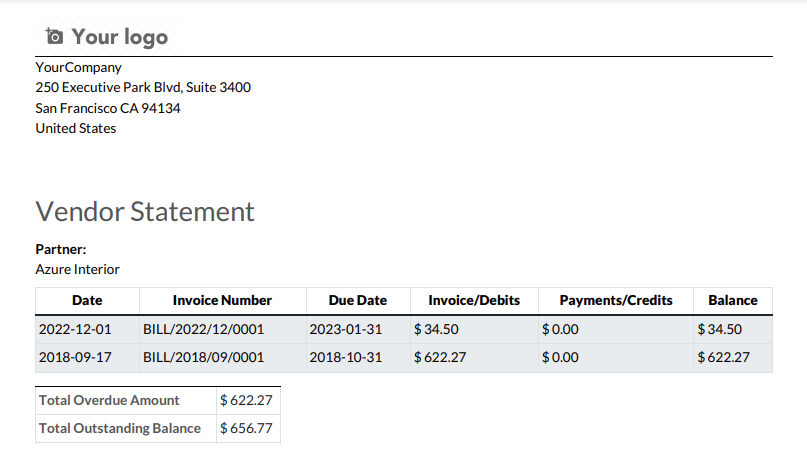 Your logo
YourCompany
250 Executive Park Blvd, Suite 3400
San Francisco CA 94134
United States
Vendor Statement
Partner:
Azure Interior
Date Invoice Number Due Date Invoice/Debits Payments/Credits Balance
2022-12-01 BILL/2022/12/0001 2023-01-31 $ 34.50 $ 0.00 $ 34.50
2018-09-17 BILL/2018/09/0001 2018-10-31 $ 622.27 $ 0.00 $ 622.27
Total Overdue Amount $ 622.27
Total Outstanding Balance $ 656.77